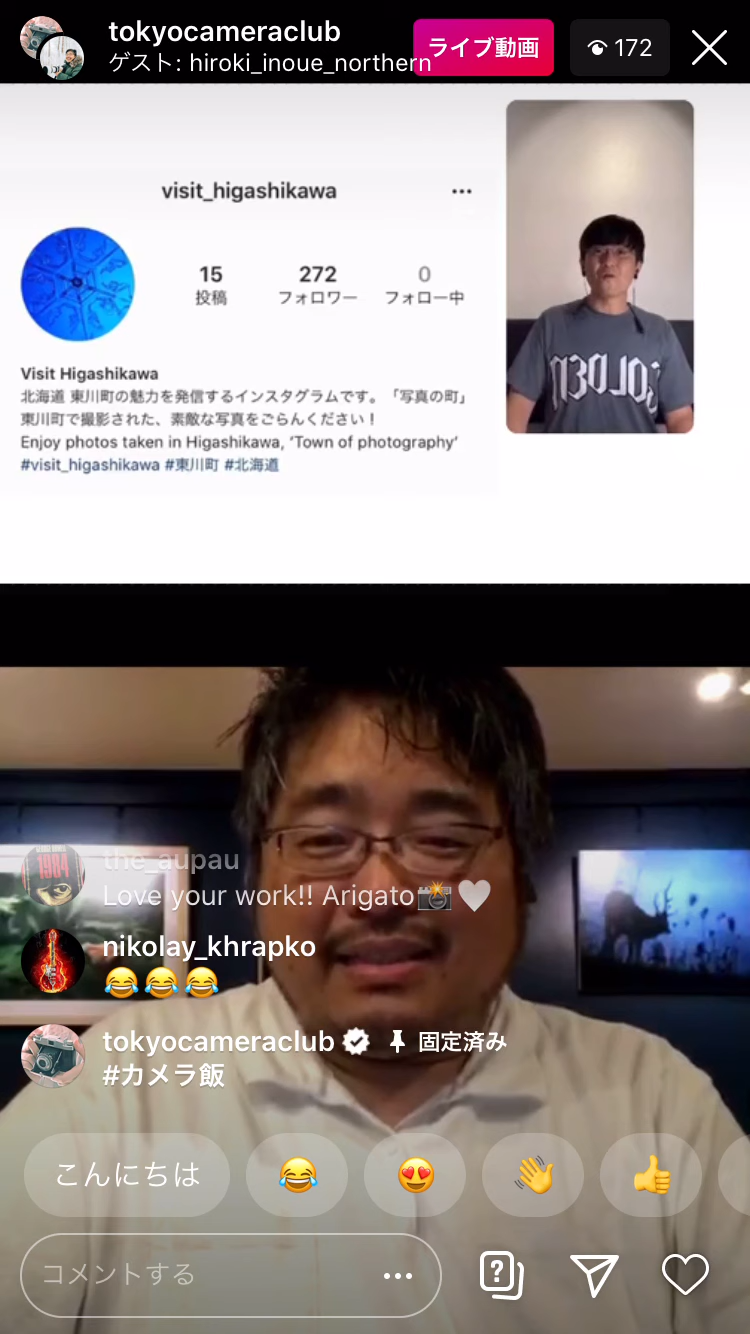 tokyocameraclub
ゲスト: hiroki_inoue_northern
ライブ動画
172
visit_higashikawa
...
15
272
0
投稿
フォロワー
フォロー中
Visit Higashikawa
北海道 東川町の魅力を発信するインスタグラムです。「写真の町」
東川町で撮影された、素敵な写真をごらんください！
Enjoy photos taken in Higashikawa, ‘Town of photography’
#visit_higashikawa #東川町 #北海道
GOLDEN
1984
the_aupau
Love your work!! Arigato📸🤍
nikolay_khrapko
😂😂😂
tokyocameraclub 固定済み
#カメラ飯
こんにちは 😂 😍 👋 👍
コメントする ...
?